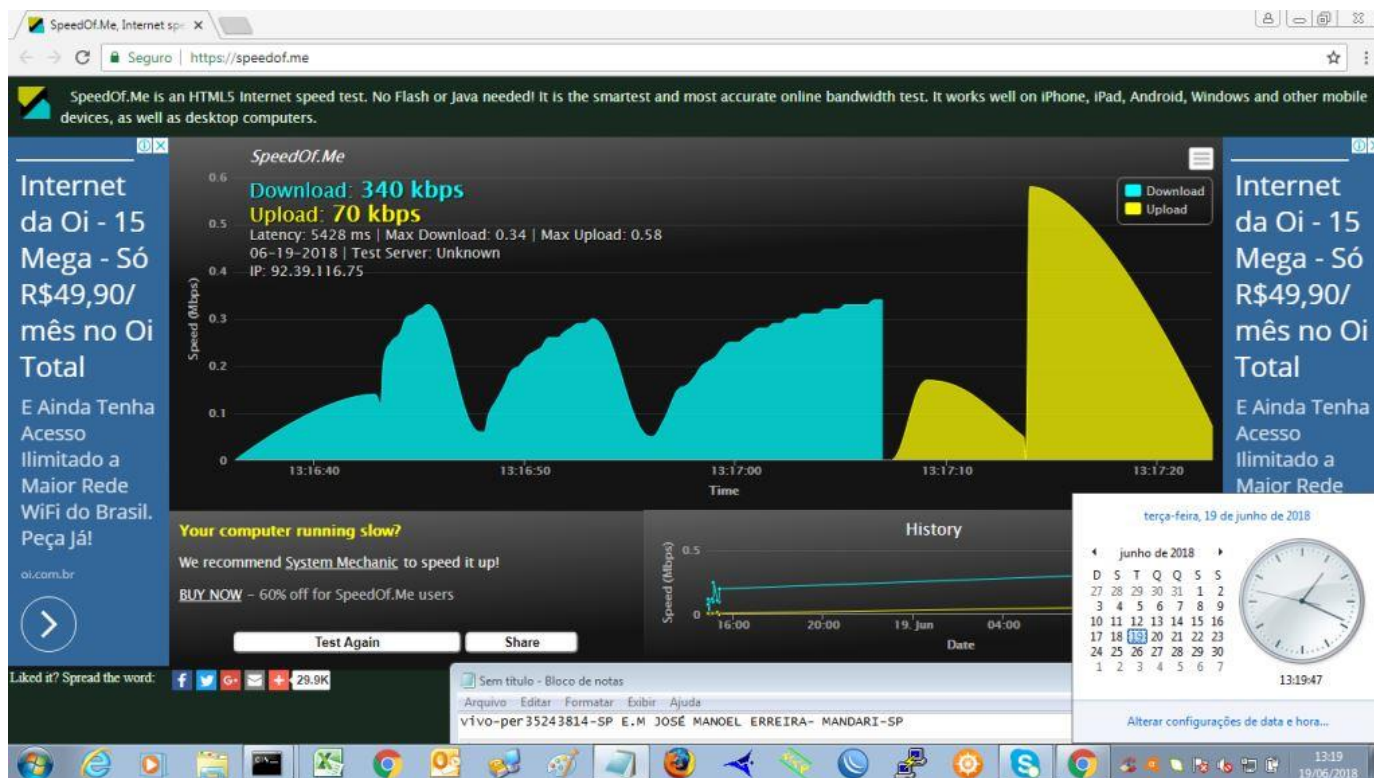 SpeedOf.Me, Internet spe
Seguro | https://speedof.me
SpeedOf.Me is an HTML5 Internet speed test. No Flash or Java needed! It is the smartest and most accurate online bandwidth test. It works well on iPhone, iPad, Android, Windows and other mobile
devices, as well as desktop computers.
Internet
da Oi - 15
Mega - Só
R$49,90/
mês no Oi
Total
E Ainda Tenha
Acesso
Ilimitado a
Maior Rede
WiFi do Brasil.
Peça Já!
oi.com.br
SpeedOf.Me
Download: 340 kbps
Upload: 70 kbps
Latency: 5428 ms | Max Download: 0.34 | Max Upload: 0.58
06-19-2018 | Test Server: Unknown
IP: 92.39.116.75
Download
Upload
Speed (Mbps)
0.6
0.5
0.4
0.3
0.2
0.1
0
13:16:40 13:16:50 13:17:00 13:17:10 13:17:20
Time
Internet
da Oi - 15
Mega - Só
R$49,90/
mês no Oi
Total
E Ainda Tenha
Acesso
Ilimitado a
Maior Rede
Your computer running slow?
We recommend System Mechanic to speed it up!
BUY NOW – 60% off for SpeedOf.Me users
Test Again
Share
History
Speed (Mbps)
0.5
0
16:00 20:00 19. Jun 04:00
Date
terça-feira, 19 de junho de 2018
junho de 2018
D S T Q Q S S
27 28 29 30 31 1 2
3 4 5 6 7 8 9
10 11 12 13 14 15 16
17 18 19 20 21 22 23
24 25 26 27 28 29 30
1 2 3 4 5 6 7
13:19:47
Alterar configurações de data e hora...
Liked it? Spread the word:
29.9K
Sem título - Bloco de notas
Arquivo Editar Formatar Exibir Ajuda
vivo-per35243814-SP E.M JOSÉ MANOEL ERREIRA- MANDARI-SP
13:19
19/06/2018